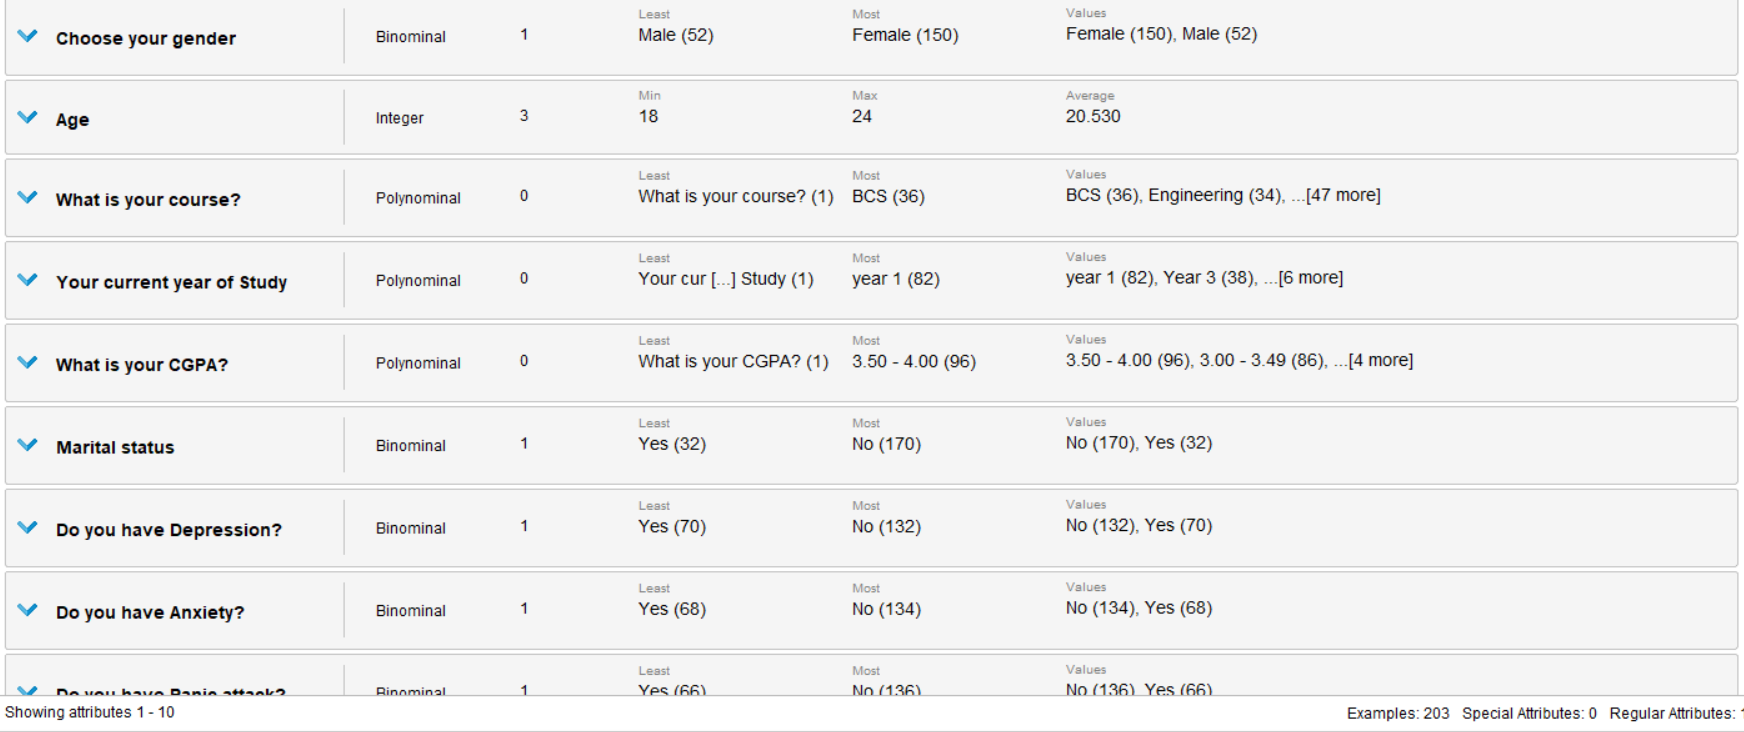 Least Most Values
Choose your gender Binominal 1 Male (52) Female (150) Female (150), Male (52)
Min Max Average
Age Integer 3 18 24 20.530
Least Most Values
What is your course? Polynominal 0 What is your course? (1) BCS (36) BCS (36), Engineering (34), ...[47 more]
Least Most Values
Your current year of Study Polynominal 0 Your cur [...] Study (1) year 1 (82) year 1 (82), Year 3 (38), ...[6 more]
Least Most Values
What is your CGPA? Polynominal 0 What is your CGPA? (1) 3.50 - 4.00 (96) 3.50 - 4.00 (96), 3.00 - 3.49 (86), ...[4 more]
Least Most Values
Marital status Binominal 1 Yes (32) No (170) No (170), Yes (32)
Least Most Values
Do you have Depression? Binominal 1 Yes (70) No (132) No (132), Yes (70)
Least Most Values
Do you have Anxiety? Binominal 1 Yes (68) No (134) No (134), Yes (68)
Least Most Values
Do you have Panic attack? Binominal 1 Yes (66) No (136) No (136), Yes (66)
Showing attributes 1 - 10 Examples: 203 Special Attributes: 0 Regular Attributes: